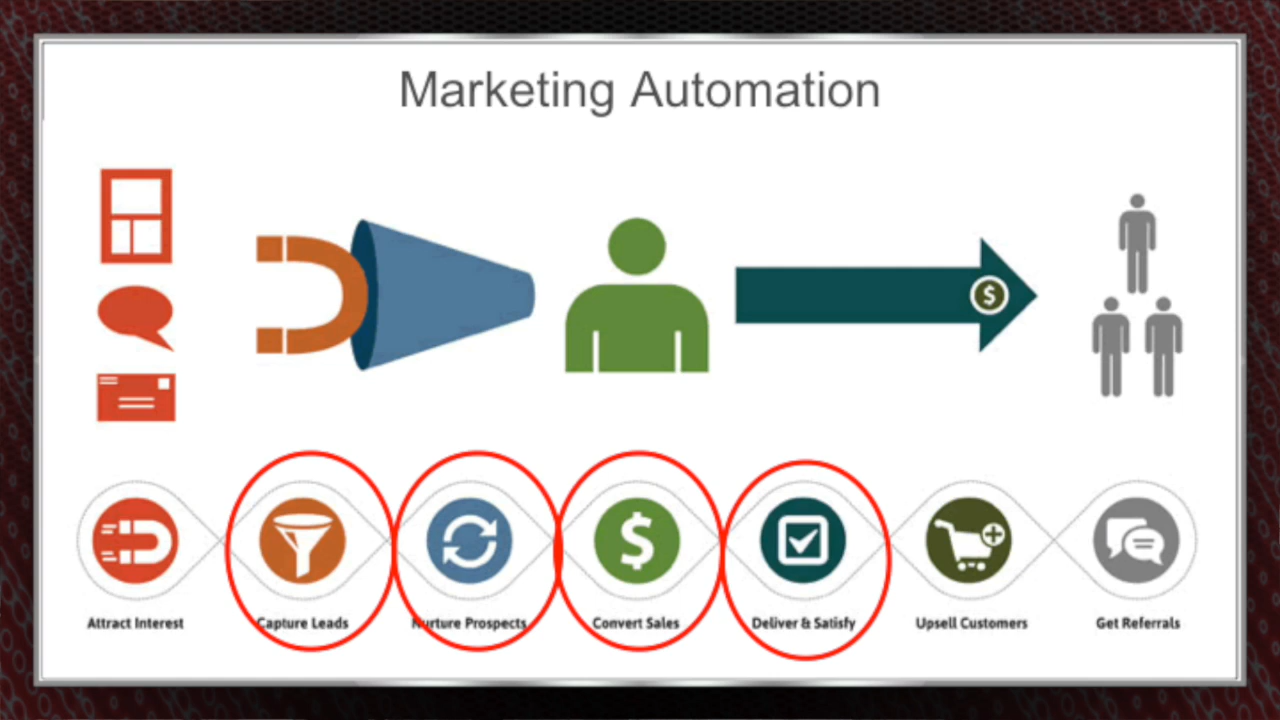 Marketing Automation
$
$
Attract Interest
Capture Leads
Nurture Prospects
Convert Sales
Deliver & Satisfy
Upsell Customers
Get Referrals